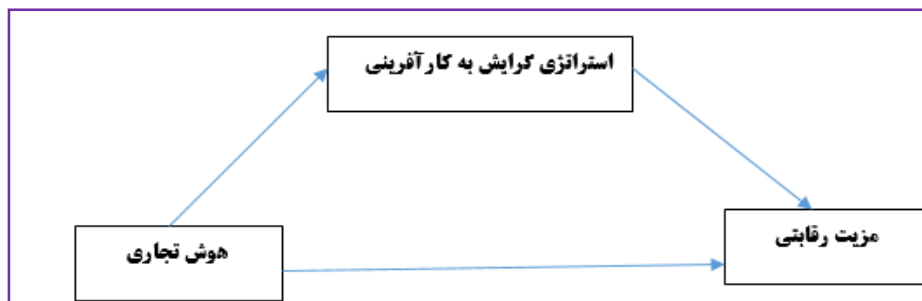 استراتژی گرایش به کارآفرینی
مزیت رقابتی
هوش تجاری